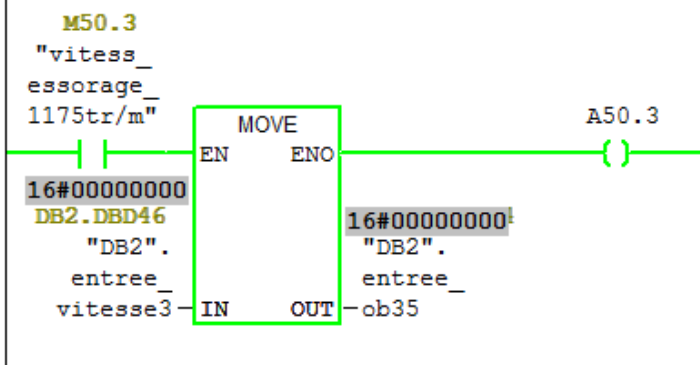 M50.3
"vitess_
essorage_
1175tr/m"
MOVE
A50.3
EN ENO
16#00000000
DB2.DBD46
16#00000000
"DB2".
entree_
vitesse3
"DB2".
entree_
ob35
IN OUT